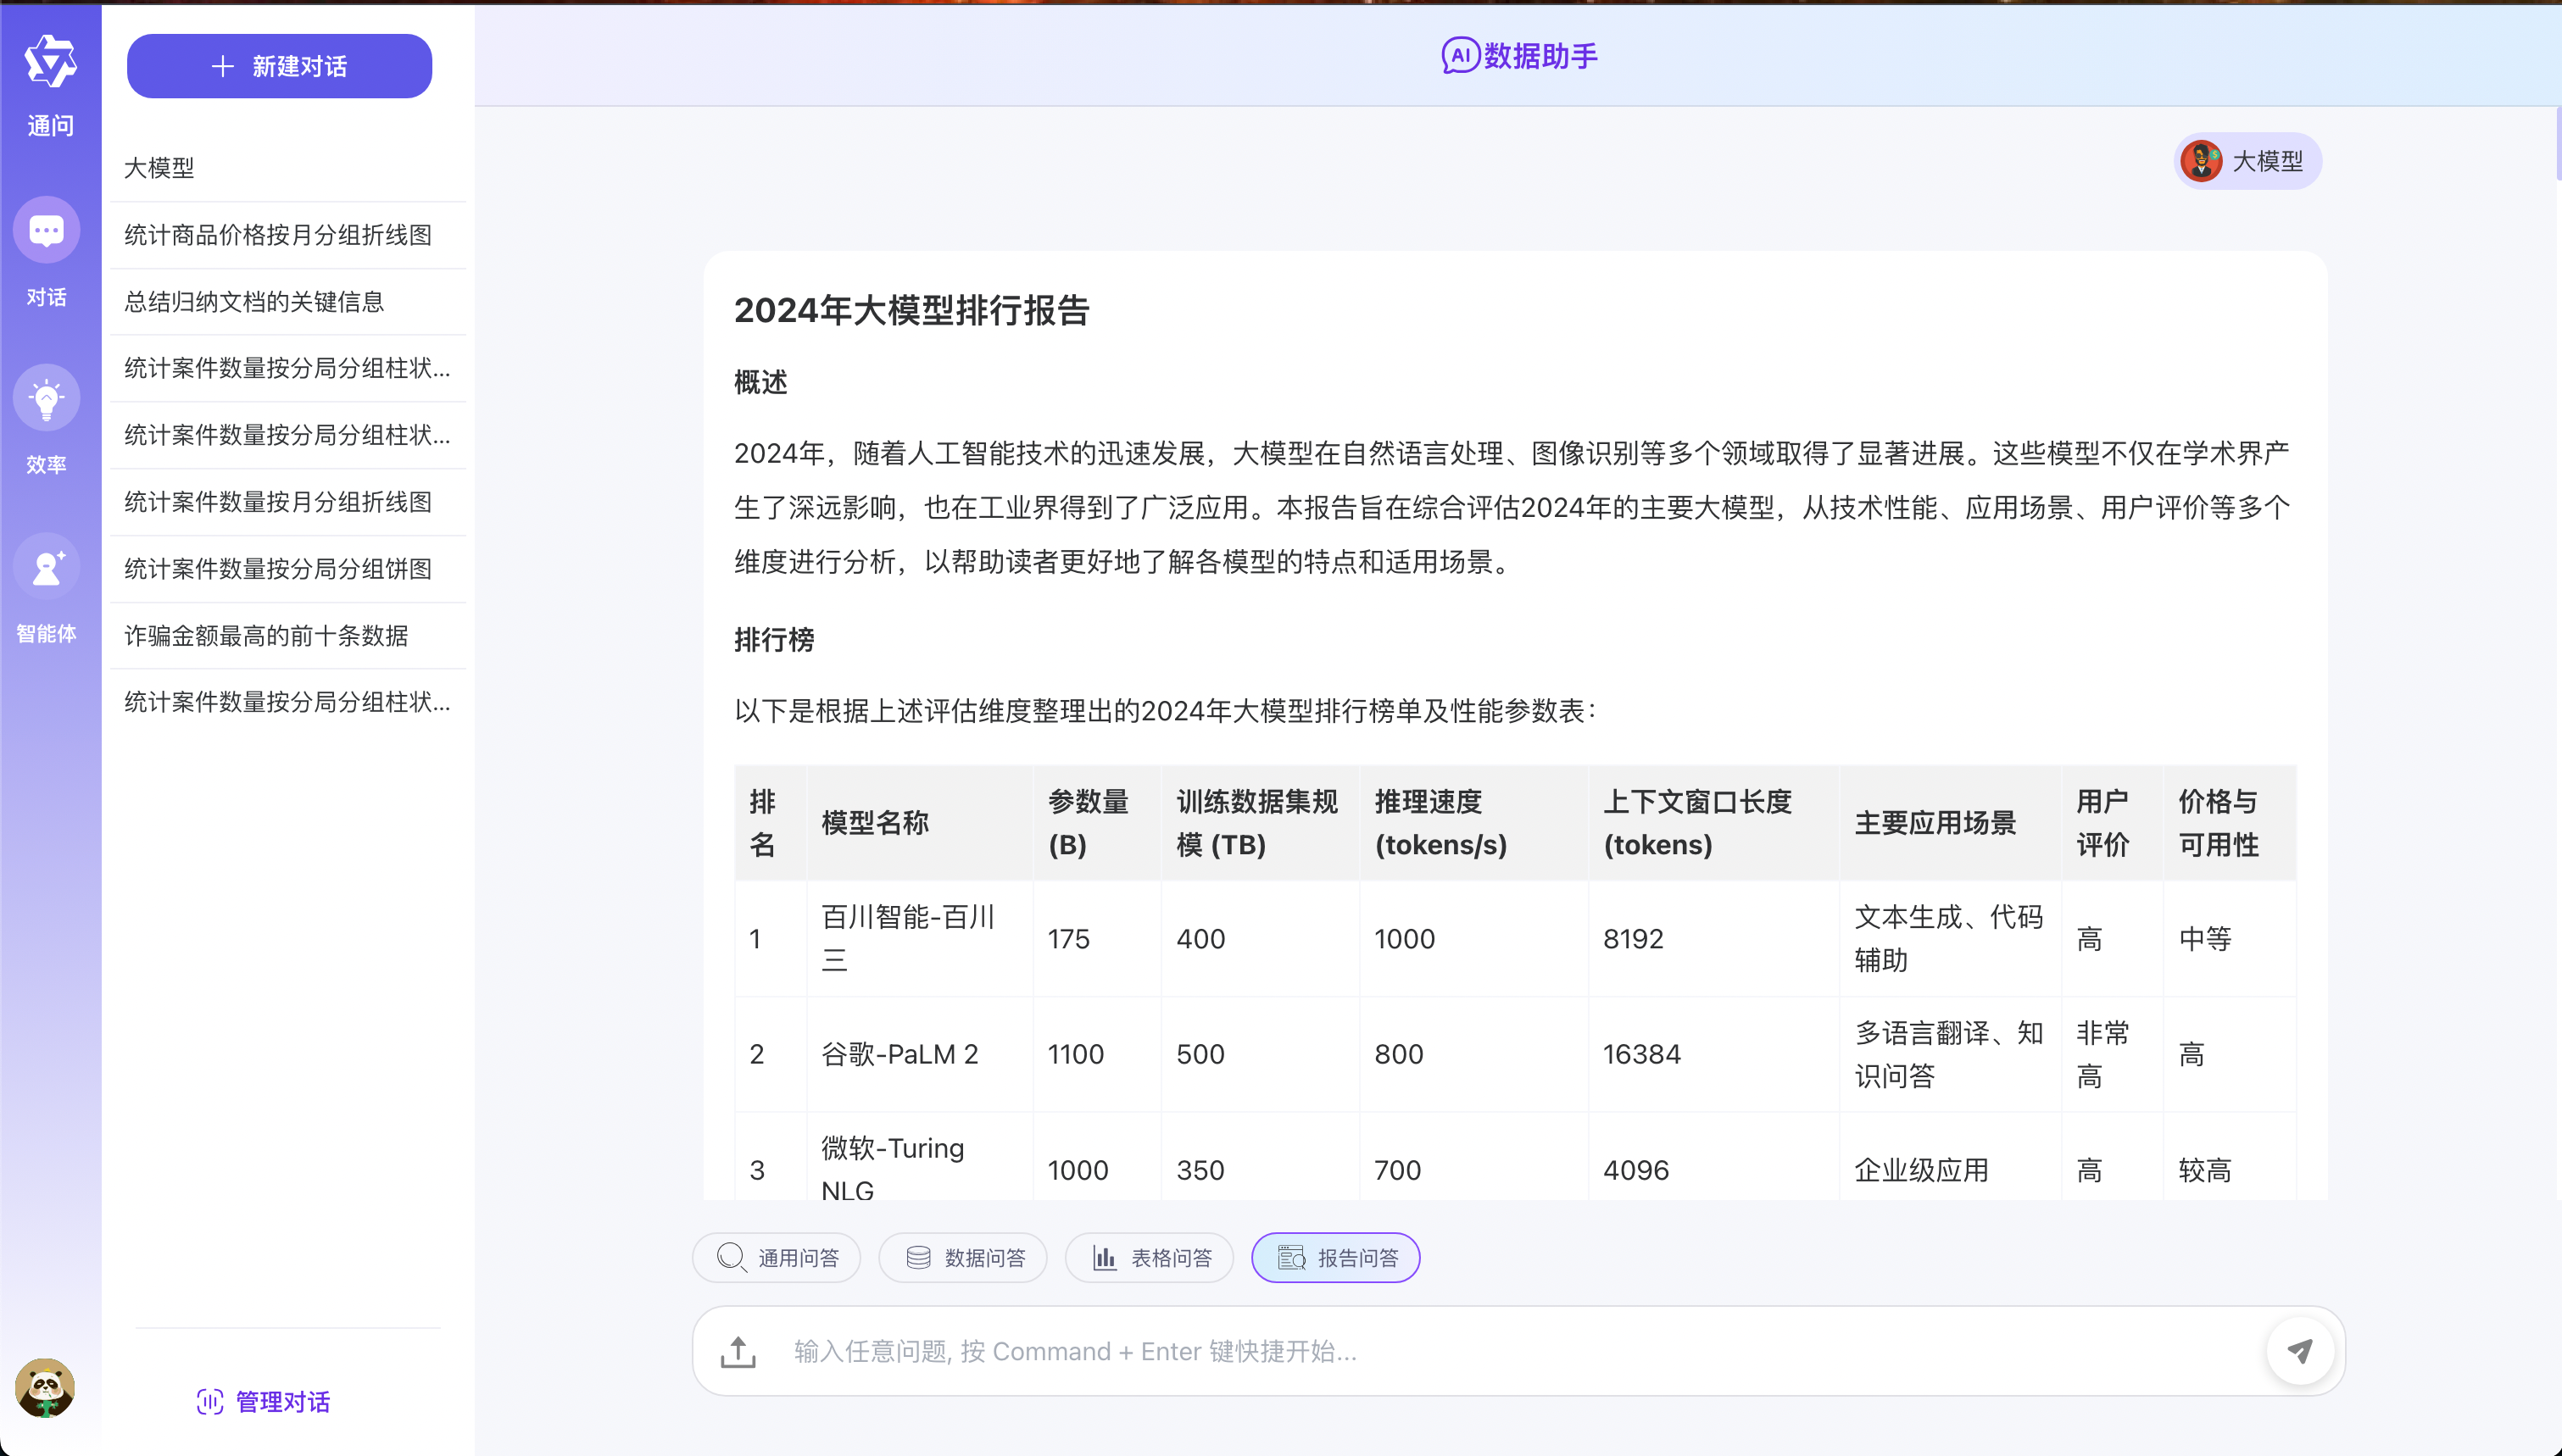 通问
对话
效率
智能体
新建对话
大模型
统计商品价格按月分组折线图
总结归纳文档的关键信息
统计案件数量按分局分组柱状...
统计案件数量按分局分组柱状...
统计案件数量按月分组折线图
统计案件数量按分局分组饼图
诈骗金额最高的前十条数据
统计案件数量按分局分组柱状...
管理对话
AI数据助手
大模型
2024年大模型排行报告
概述
2024年，随着人工智能技术的迅速发展，大模型在自然语言处理、图像识别等多个领域取得了显著进展。这些模型不仅在学术界产
生了深远影响，也在工业界得到了广泛应用。本报告旨在综合评估2024年的主要大模型，从技术性能、应用场景、用户评价等多个
维度进行分析，以帮助读者更好地了解各模型的特点和适用场景。
排行榜
以下是根据上述评估维度整理出的2024年大模型排行榜单及性能参数表：
排名 模型名称 参数量 (B) 训练数据集规模 (TB) 推理速度 (tokens/s) 上下文窗口长度 (tokens) 主要应用场景 用户评价 价格与可用性
1 百川智能-百川三 175 400 1000 8192 文本生成、代码辅助 高 中等
2 谷歌-PaLM 2 1100 500 800 16384 多语言翻译、知识问答 非常高 高
3 微软-Turing NLG 1000 350 700 4096 企业级应用 高 较高
通用问答
数据问答
表格问答
报告问答
输入任意问题, 按 Command + Enter 键快捷开始...